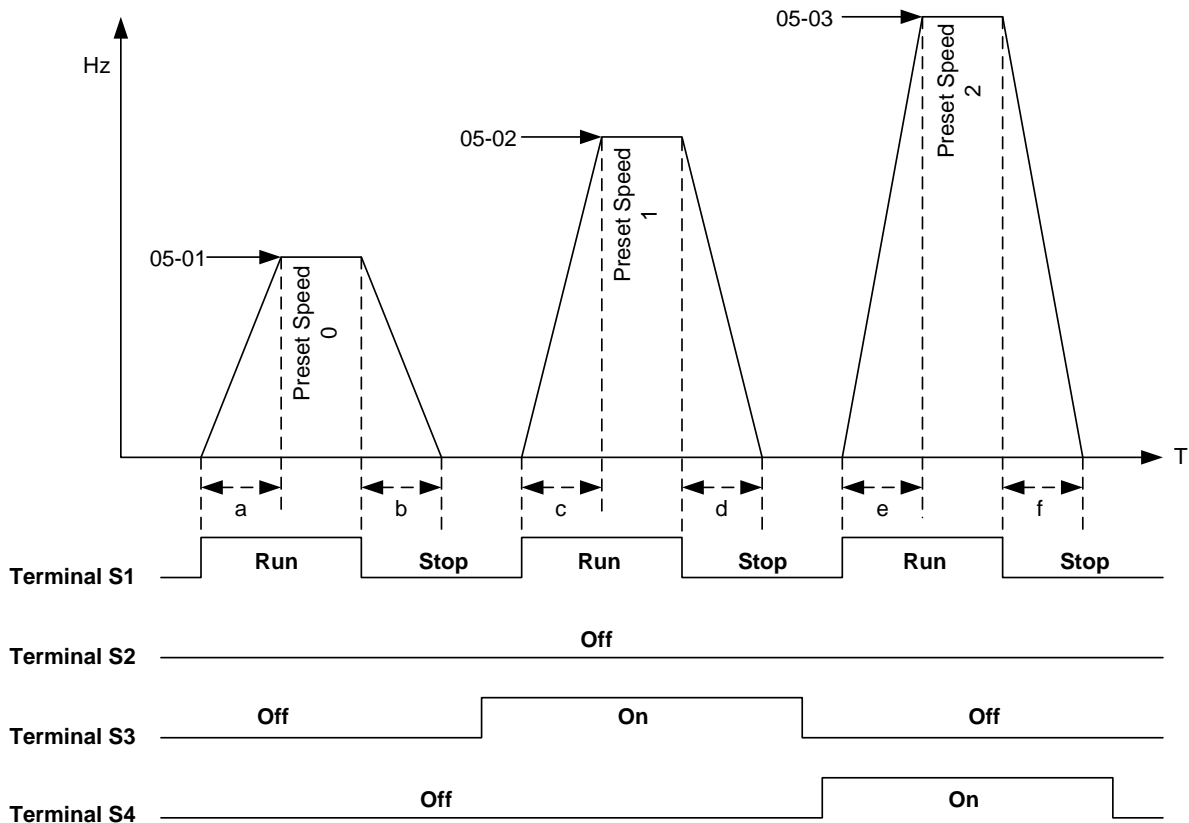 05-03
Hz
Preset Speed
2
05-02
Preset Speed
1
05-01
Preset Speed
0
T
a
b
c
d
e
f
Terminal S1
Run
Stop
Run
Stop
Run
Stop
Terminal S2
Off
Terminal S3
Off
On
Off
Terminal S4
Off
On